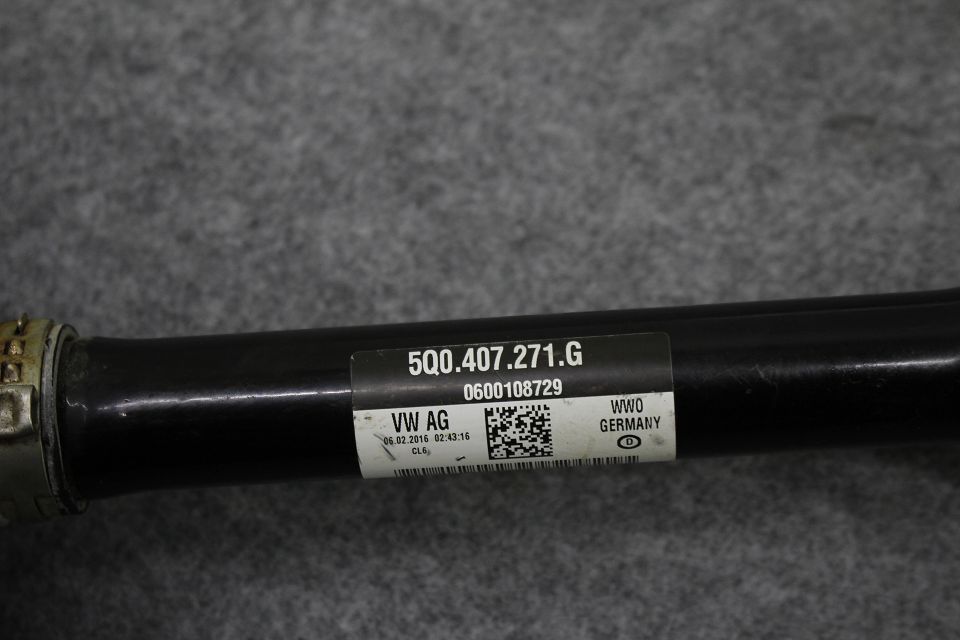 5Q0.407.271.G
0600108729
VW AG
06.02.2016 02:43:16
CL6
WWO
GERMANY
D